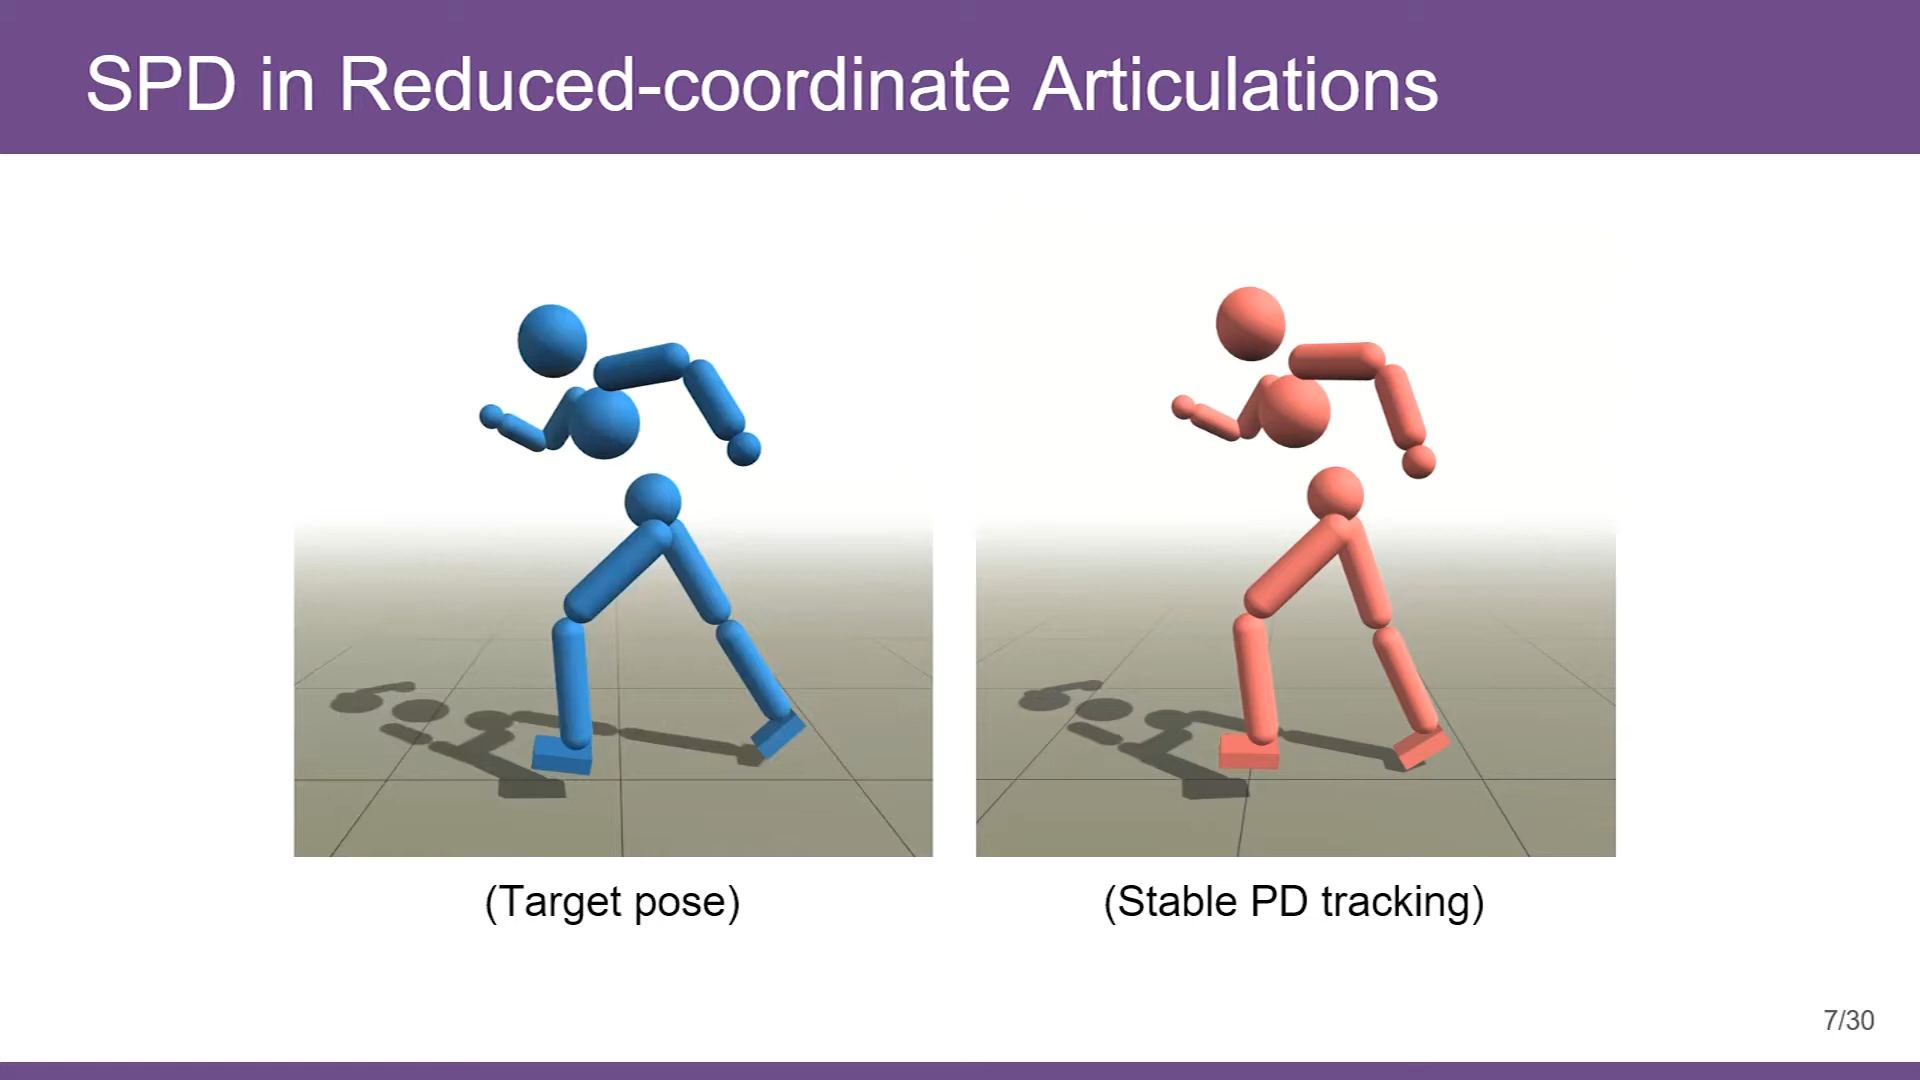 SPD in Reduced-coordinate Articulations
(Target pose)
(Stable PD tracking)
7/30